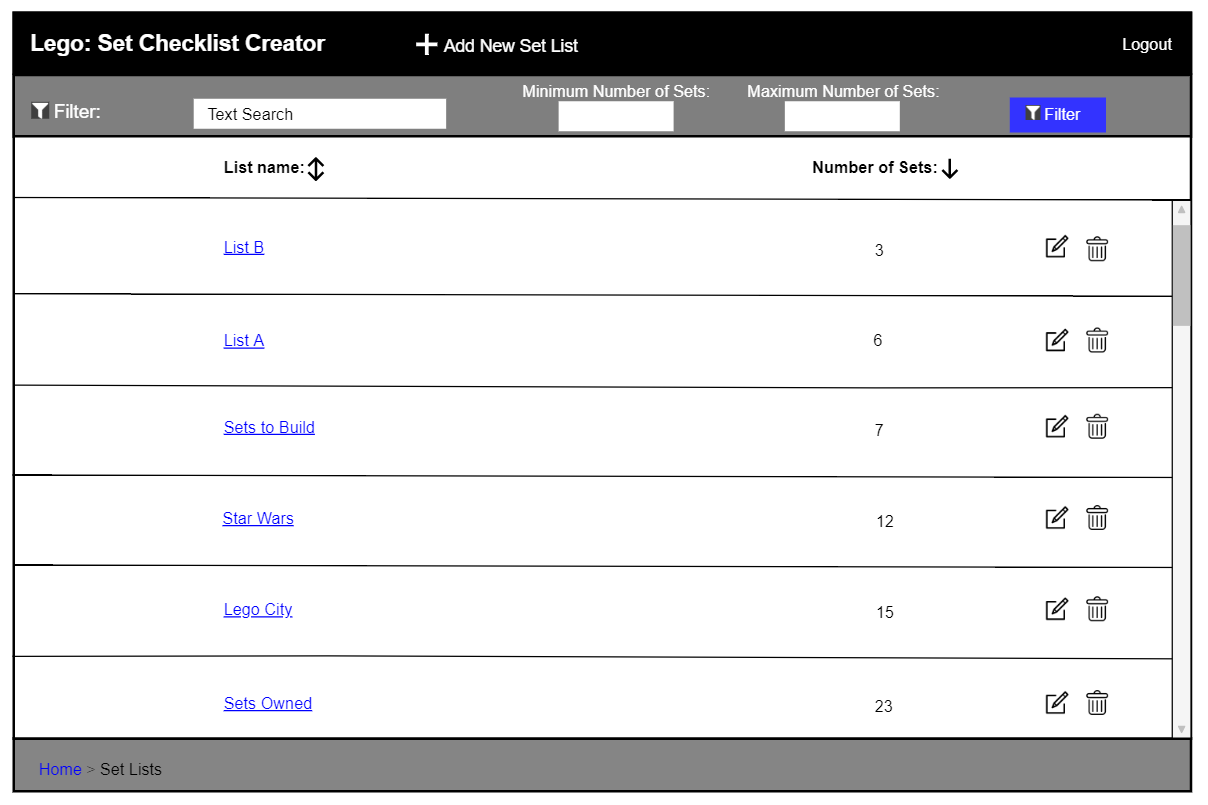 Lego: Set Checklist Creator
Add New Set List
Logout
Filter:
Text Search
Minimum Number of Sets:
Maximum Number of Sets:
Filter
List name:
Number of Sets:
List B
3
List A
6
Sets to Build
7
Star Wars
12
Lego City
15
Sets Owned
23
Home > Set Lists